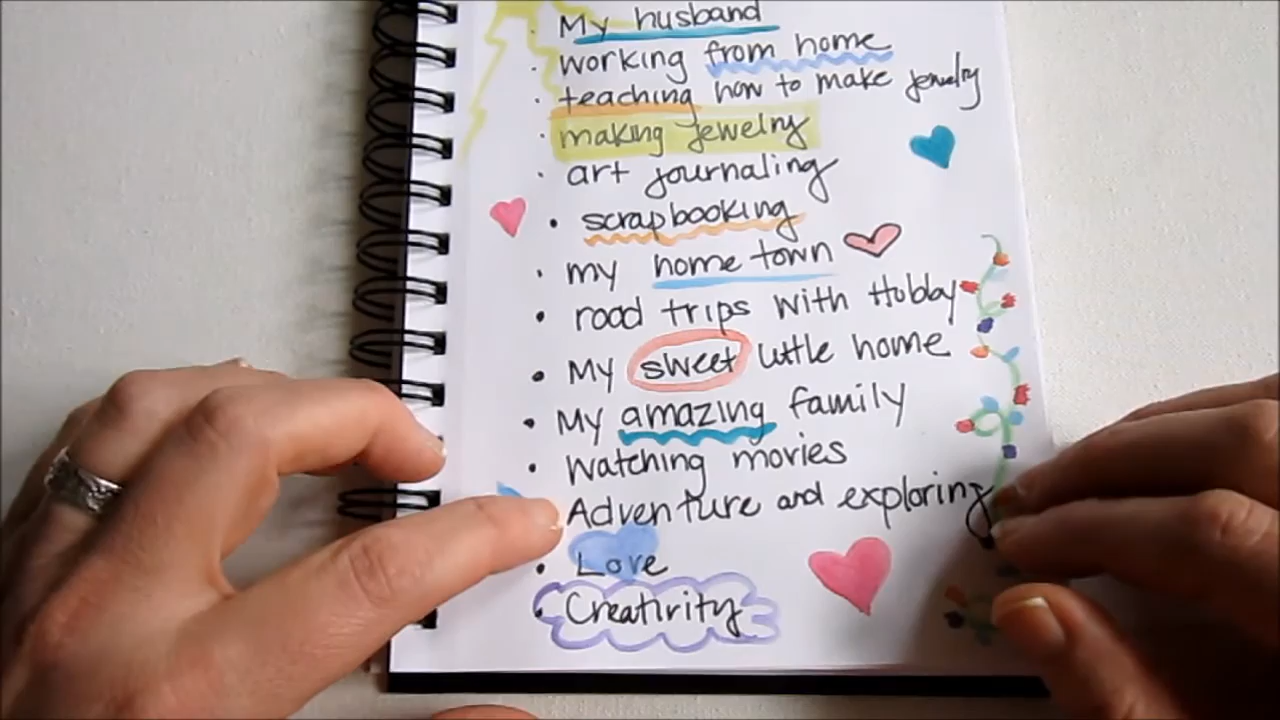 · My husband
· working from home
· teaching how to make jewelry
· making jewelry
· art journaling
• scrapbooking
· my home town
• road trips with Hubby
• My sweet little home
• My amazing family
• Watching movies
Adventure and exploring
• Love
• Creativity